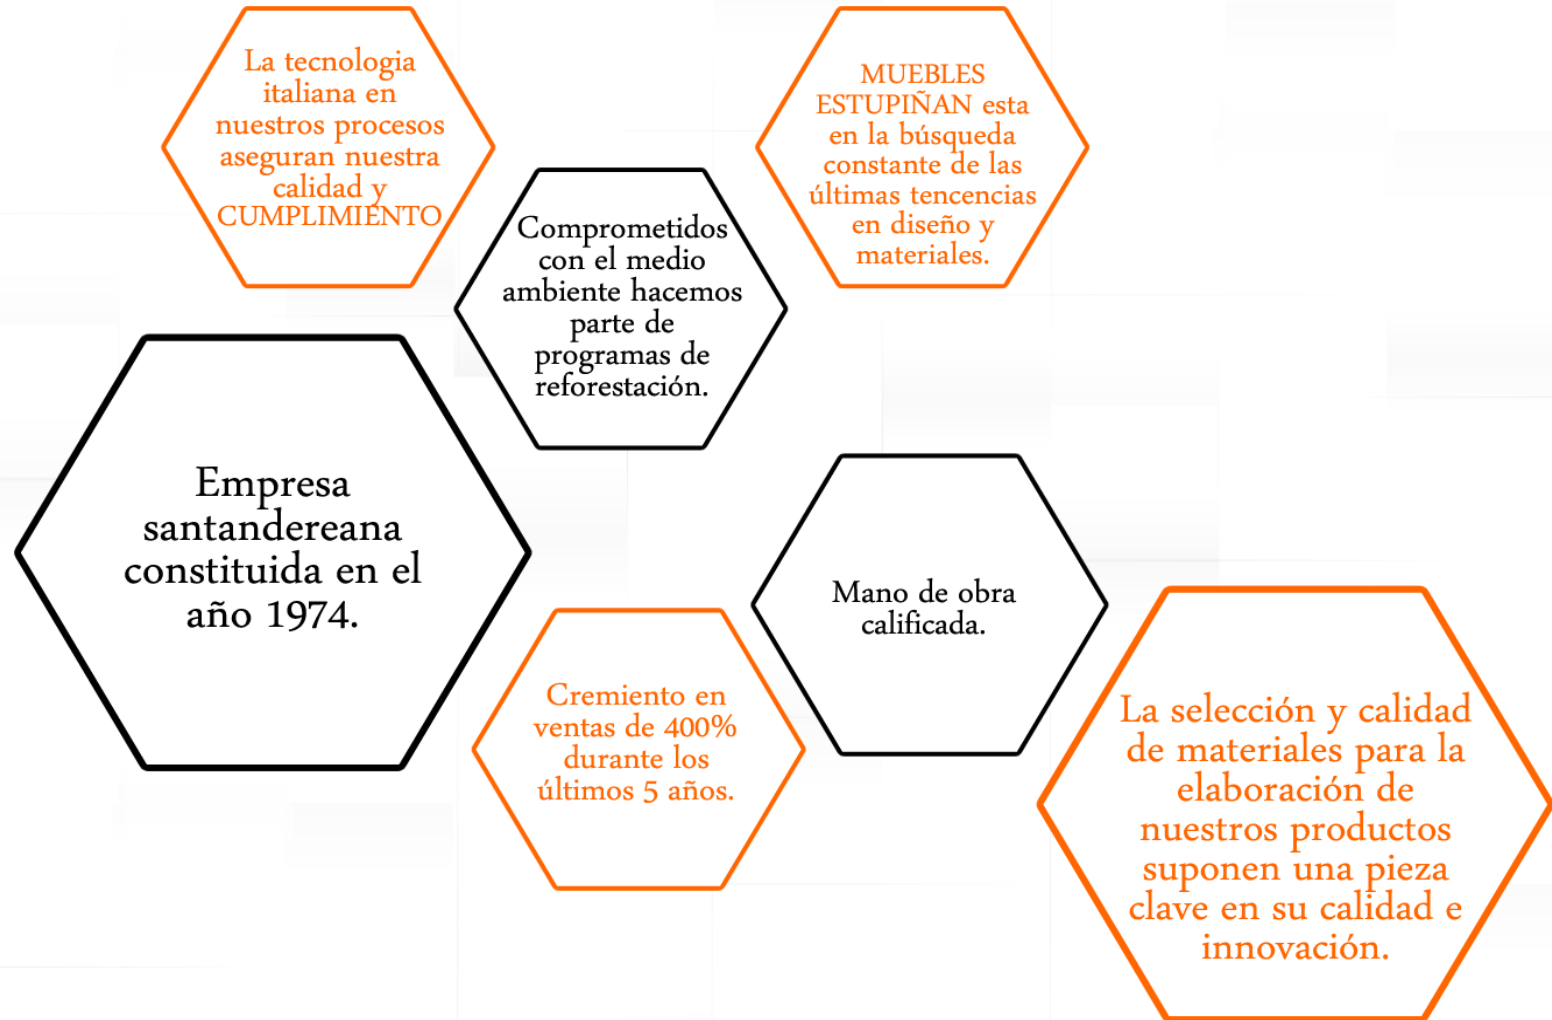 La tecnologia
italiana en
nuestros procesos
aseguran nuestra
calidad y
CUMPLIMIENTO
MUEBLES
ESTUPIÑAN esta
en la búsqueda
constante de las
últimas tencencias
en diseño y
materiales.
Comprometidos
con el medio
ambiente hacemos
parte de
programas de
reforestación.
Empresa
santandereana
constituida en el
año 1974.
Mano de obra
calificada.
Cremiento en
ventas de 400%
durante los
últimos 5 años.
La selección y calidad
de materiales para la
elaboración de
nuestros productos
suponen una pieza
clave en su calidad e
innovación.